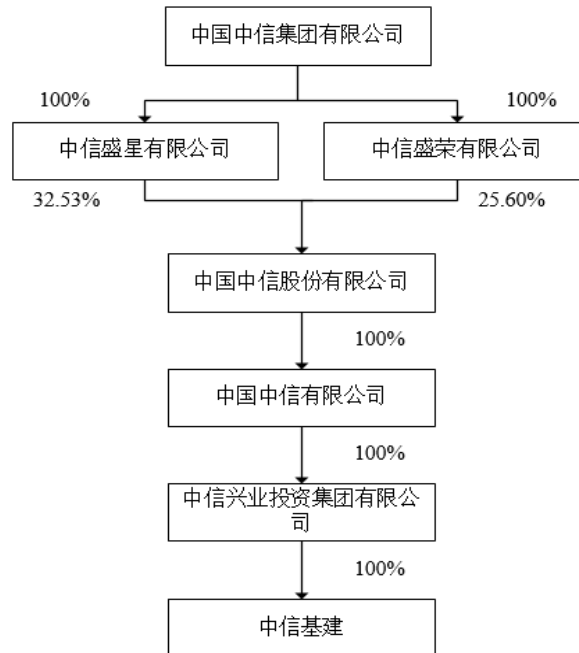 中国中信集团有限公司
100%
100%
中信盛星有限公司
中信盛荣有限公司
32.53%
25.60%
中国中信股份有限公司
100%
中国中信有限公司
100%
中信兴业投资集团有限公
司
100%
中信基建